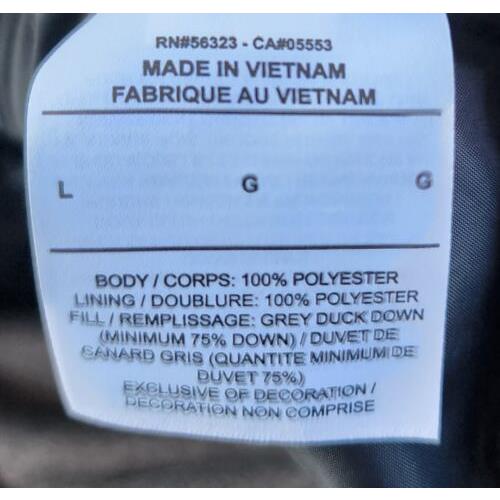 RN#56323 - CA#05553
MADE IN VIETNAM
FABRIQUE AU VIETNAM
L G G
BODY / CORPS: 100% POLYESTER
LINING / DOUBLURE: 100% POLYESTER
FILL / REMPLISSAGE: GREY DUCK DOWN
(MINIMUM 75% DOWN) / DUVET DE
CANARD GRIS (QUANTITE MINIMUM DE
DUVET 75%)
EXCLUSIVE OF DECORATION /
DECORATION NON COMPRISE